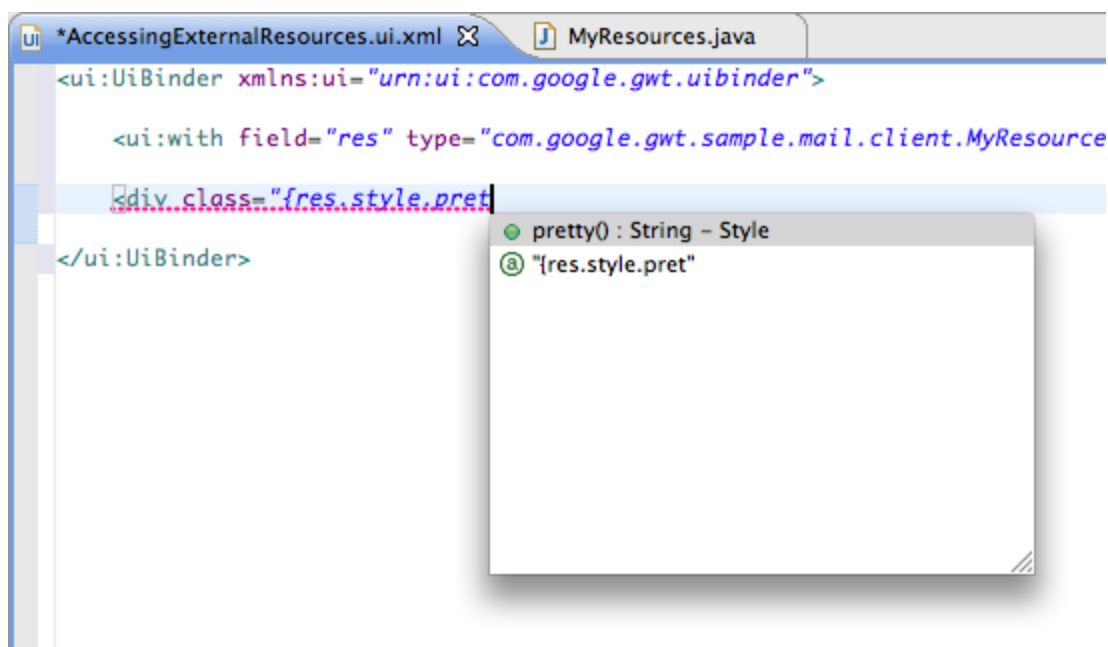 UI *AccessingExternalResources.ui.xml J MyResources.java
<ui:UiBinder xmlns:ui="urn:ui:com.google.gwt.uibinder">
<ui:with field="res" type="com.google.gwt.sample.mail.client.MyResource
<div class="{res.style.pret
pretty() : String – Style
</ui:UiBinder>
@ "{res.style.pret"